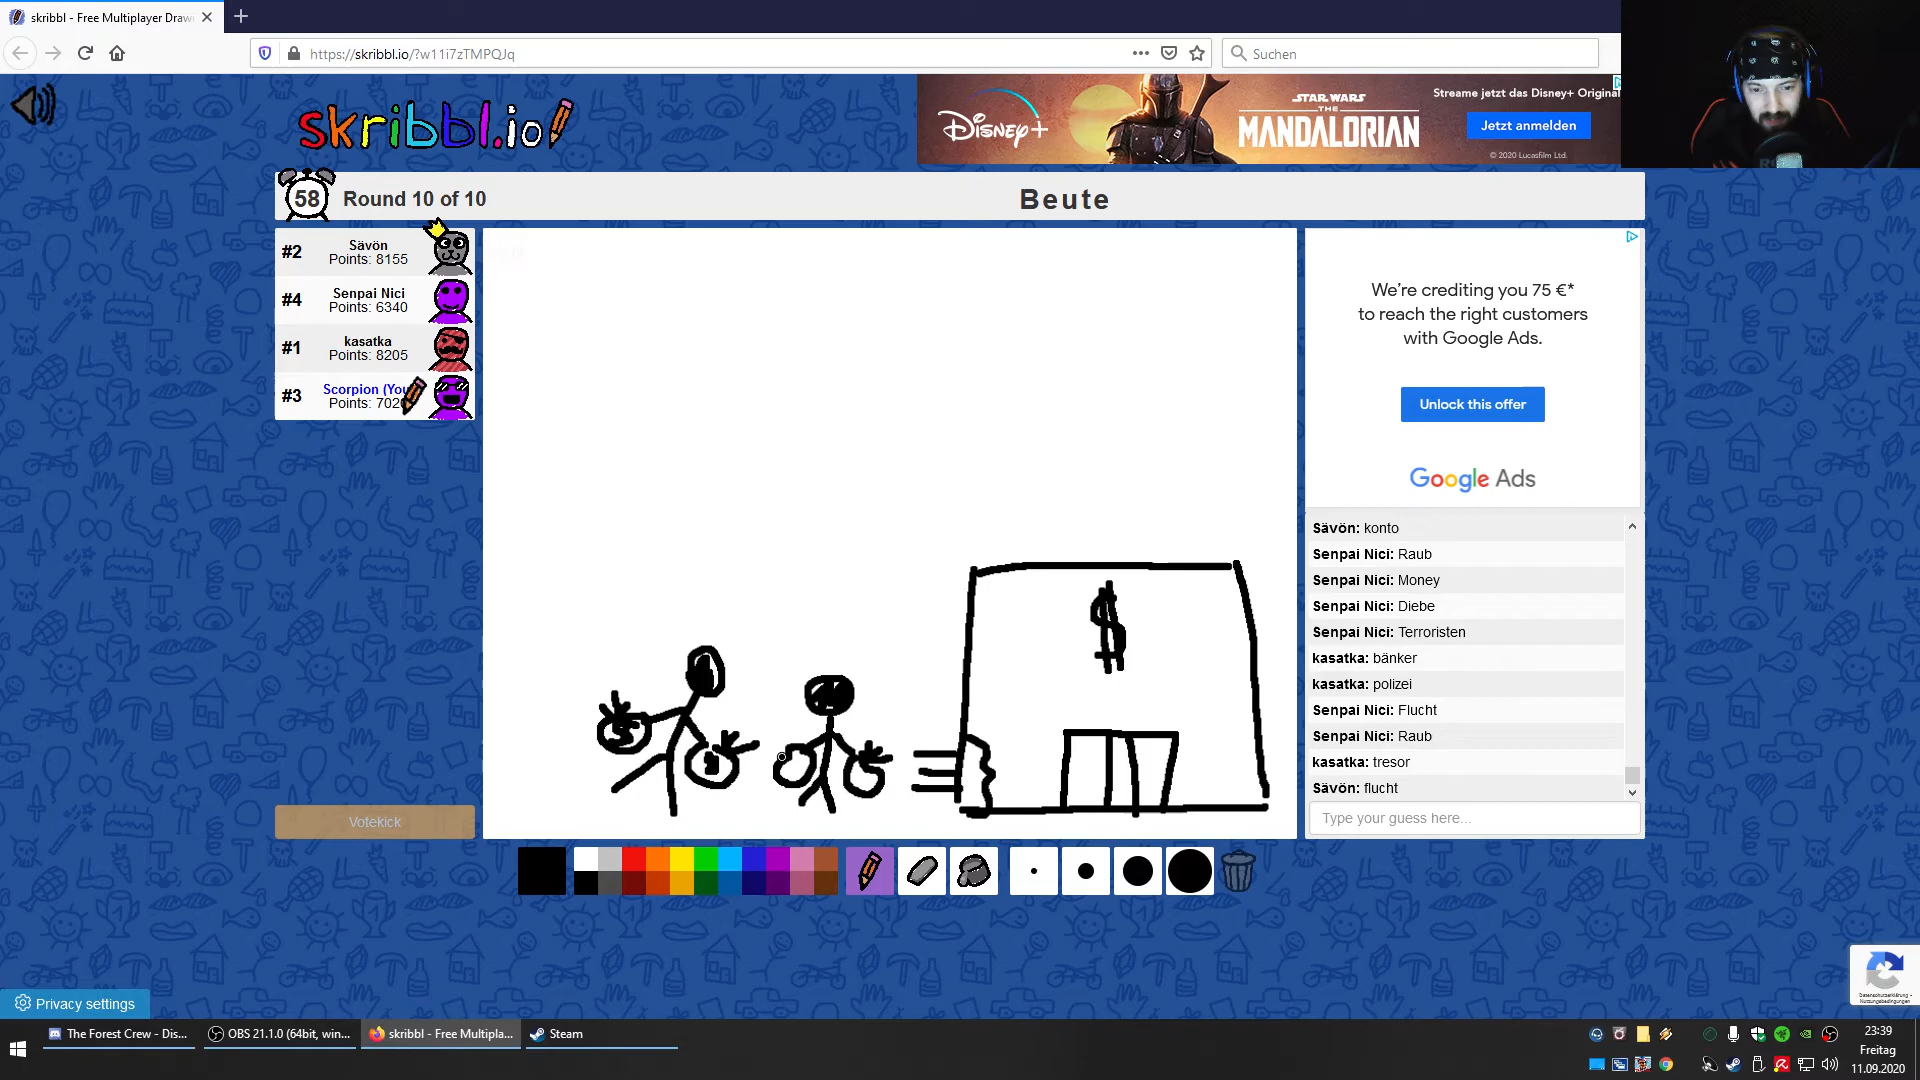 skribbl - Free Multiplayer Draw
https://skribbl.io/?w11i7zTMPQJq
Suchen
skribbl.io
Disney+
STAR WARS
THE
MANDALORIAN
Streame jetzt das Disney+ Original
Jetzt anmelden
© 2020 Lucasfilm Ltd.
58
Round 10 of 10
Beute
#2
Sävön
Points: 8155
#4
Senpai Nici
Points: 6340
#1
kasatka
Points: 8205
#3
Scorpion (You
Points: 702
$
We're crediting you 75 €*
to reach the right customers
with Google Ads.
Unlock this offer
Google Ads
Sävön: konto
Senpai Nici: Raub
Senpai Nici: Money
Senpai Nici: Diebe
Senpai Nici: Terroristen
kasatka: bänker
kasatka: polizei
Senpai Nici: Flucht
Senpai Nici: Raub
kasatka: tresor
Sävön: flucht
Type your guess here...
Votekick
Privacy settings
The Forest Crew - Dis...
OBS 21.1.0 (64bit, win...
skribbl - Free Multipla...
Steam
23:39
Freitag
11.09.2020